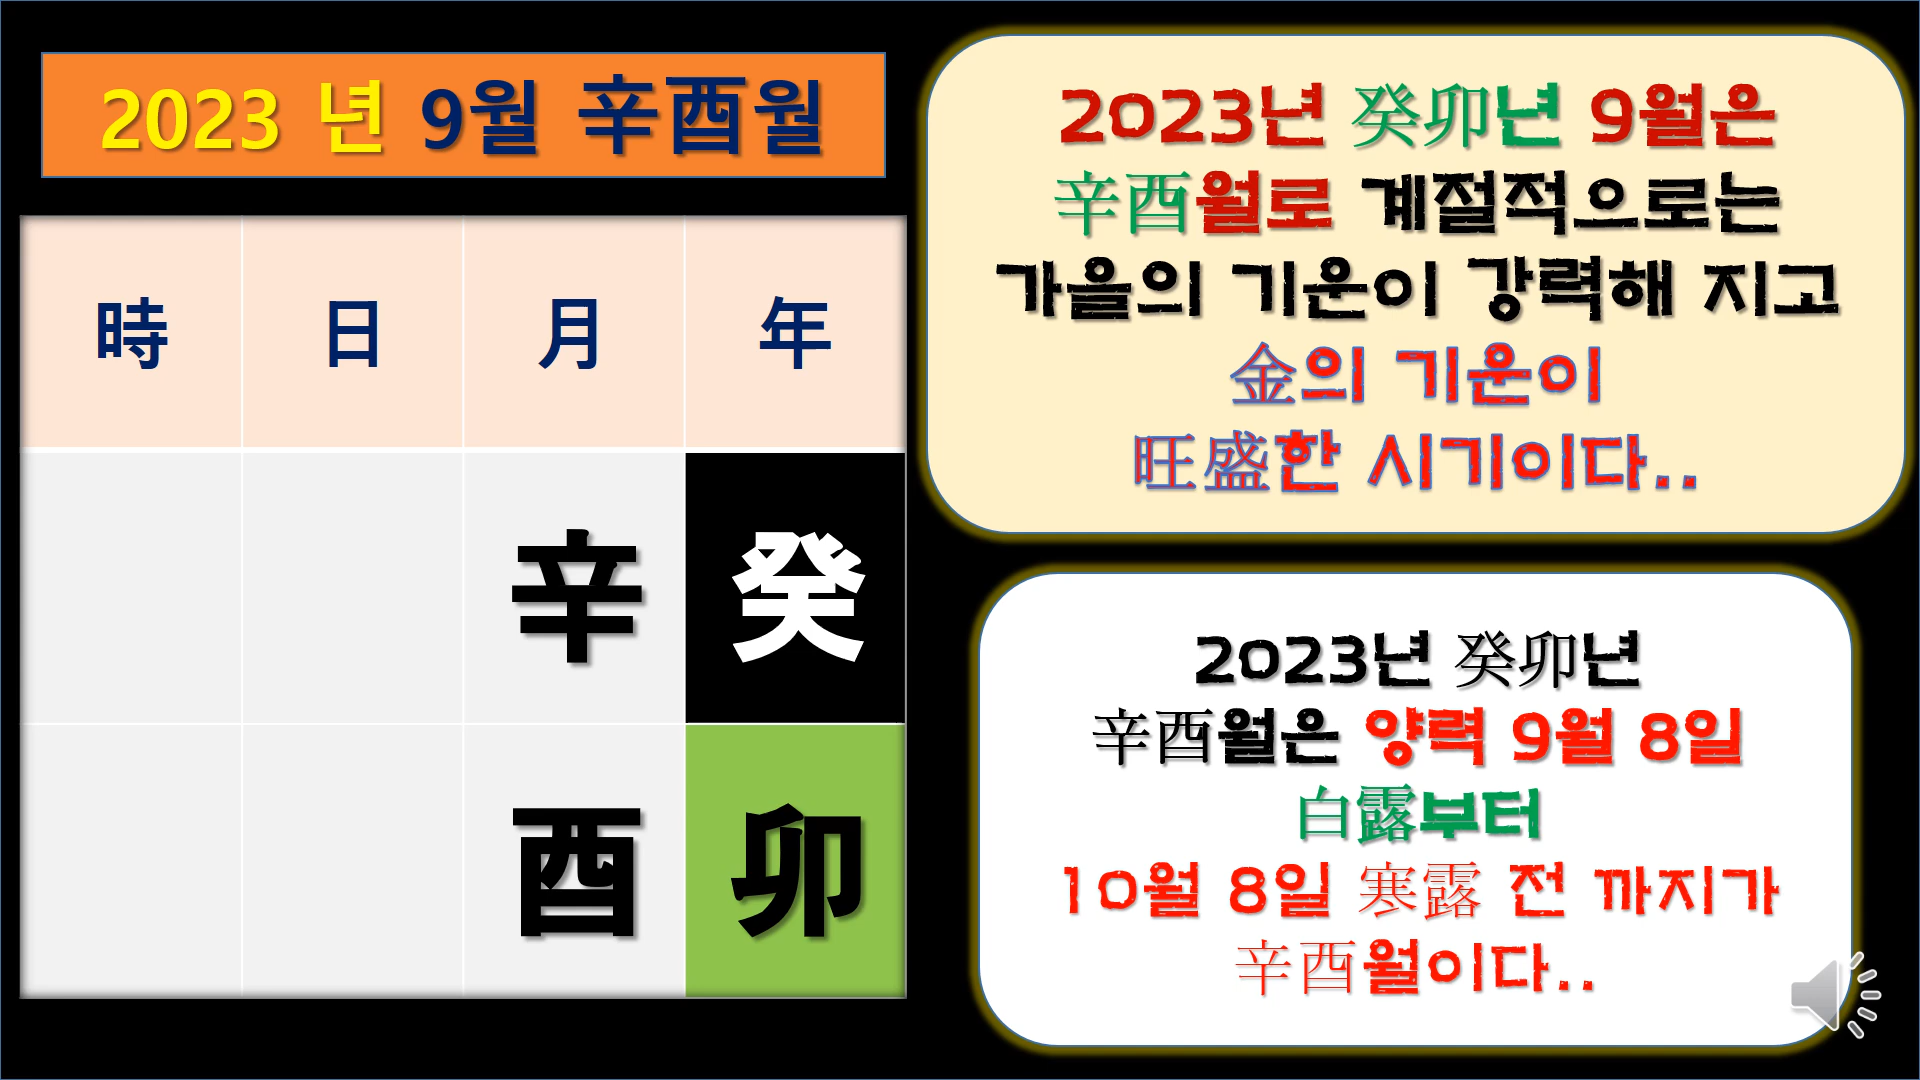 2023 년 9월 辛酉월
時 日 月 年
辛 癸
酉 卯
2023년 癸卯년 9월은
辛酉월로 계절적으로는
가을의 기운이 강력해 지고
金의 기운이
旺盛한 시기이다..
2023년 癸卯년
辛酉월은 양력 9월 8일
白露부터
10월 8일 寒露 전 까지가
辛酉월이다..